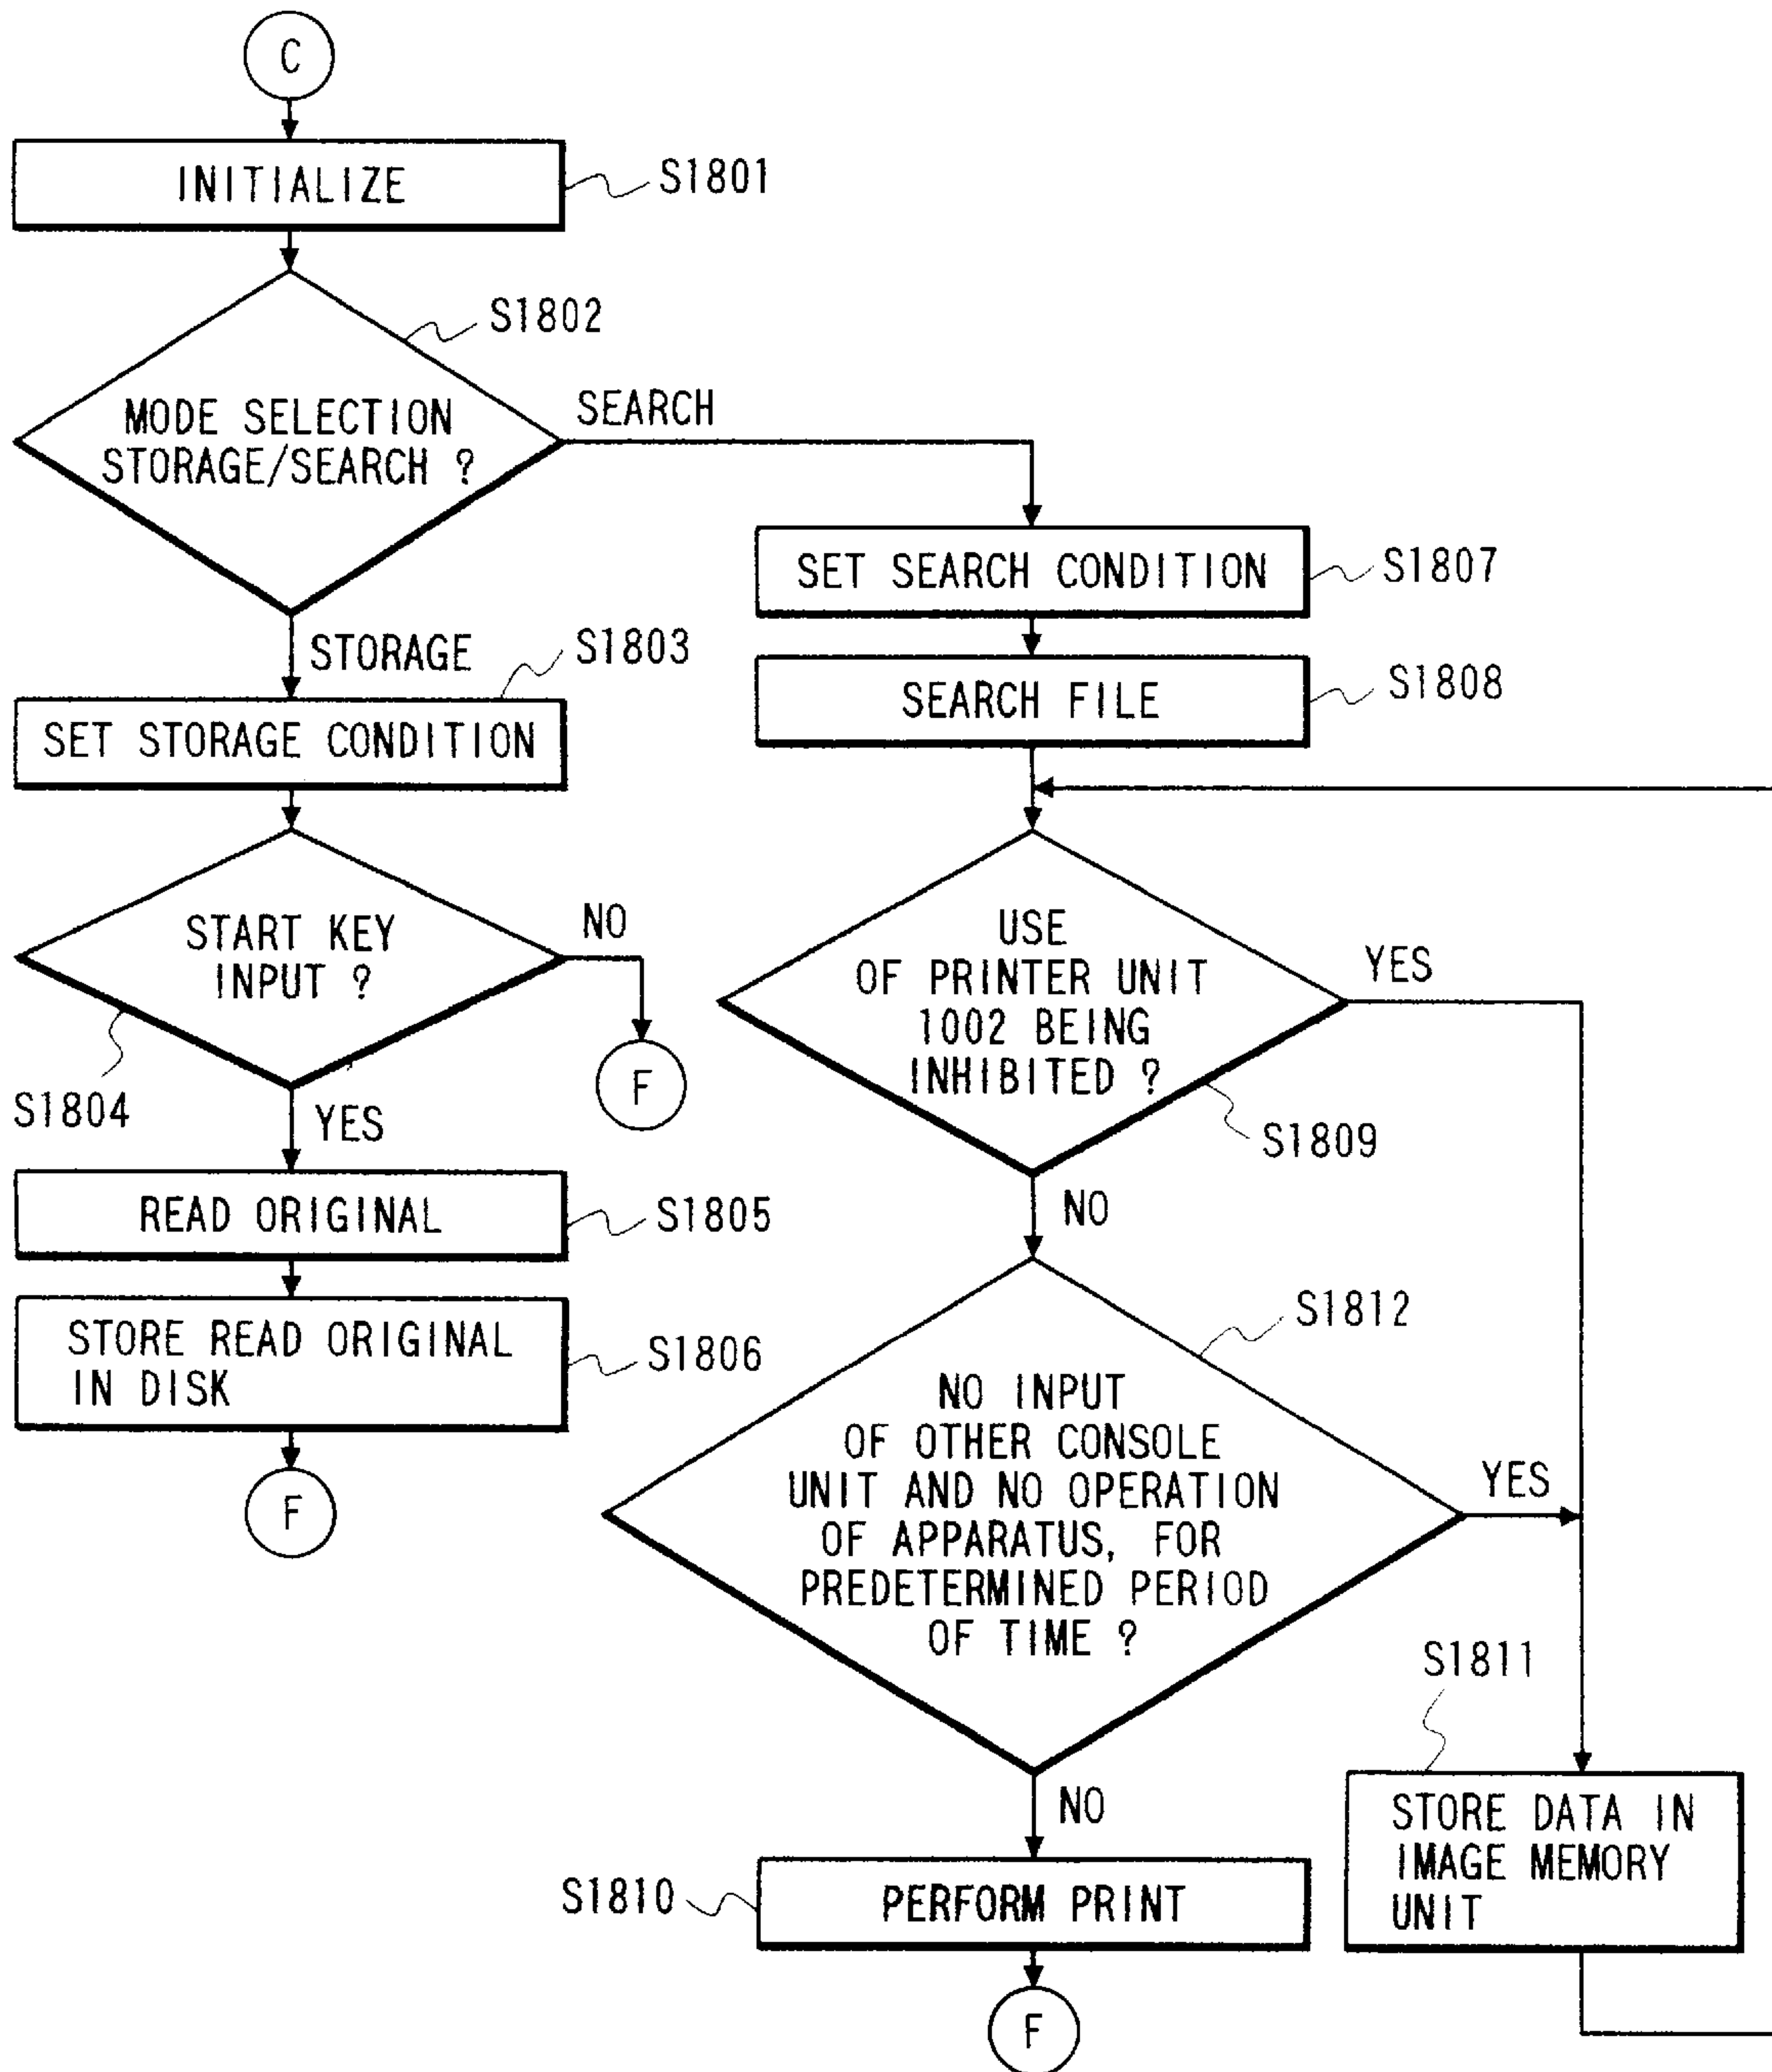 C
INITIALIZE
S1801
S1802
MODE SELECTION
STORAGE/SEARCH ?
SEARCH
STORAGE
S1803
SET STORAGE CONDITION
START KEY
INPUT ?
NO
F
S1804
YES
READ ORIGINAL
S1805
STORE READ ORIGINAL
IN DISK
S1806
F
SET SEARCH CONDITION
S1807
SEARCH FILE
S1808
USE
OF PRINTER UNIT
1002 BEING
INHIBITED ?
YES
S1809
NO
S1812
NO INPUT
OF OTHER CONSOLE
UNIT AND NO OPERATION
OF APPARATUS, FOR
PREDETERMINED PERIOD
OF TIME ?
YES
NO
S1811
STORE DATA IN
IMAGE MEMORY
UNIT
S1810
PERFORM PRINT
F